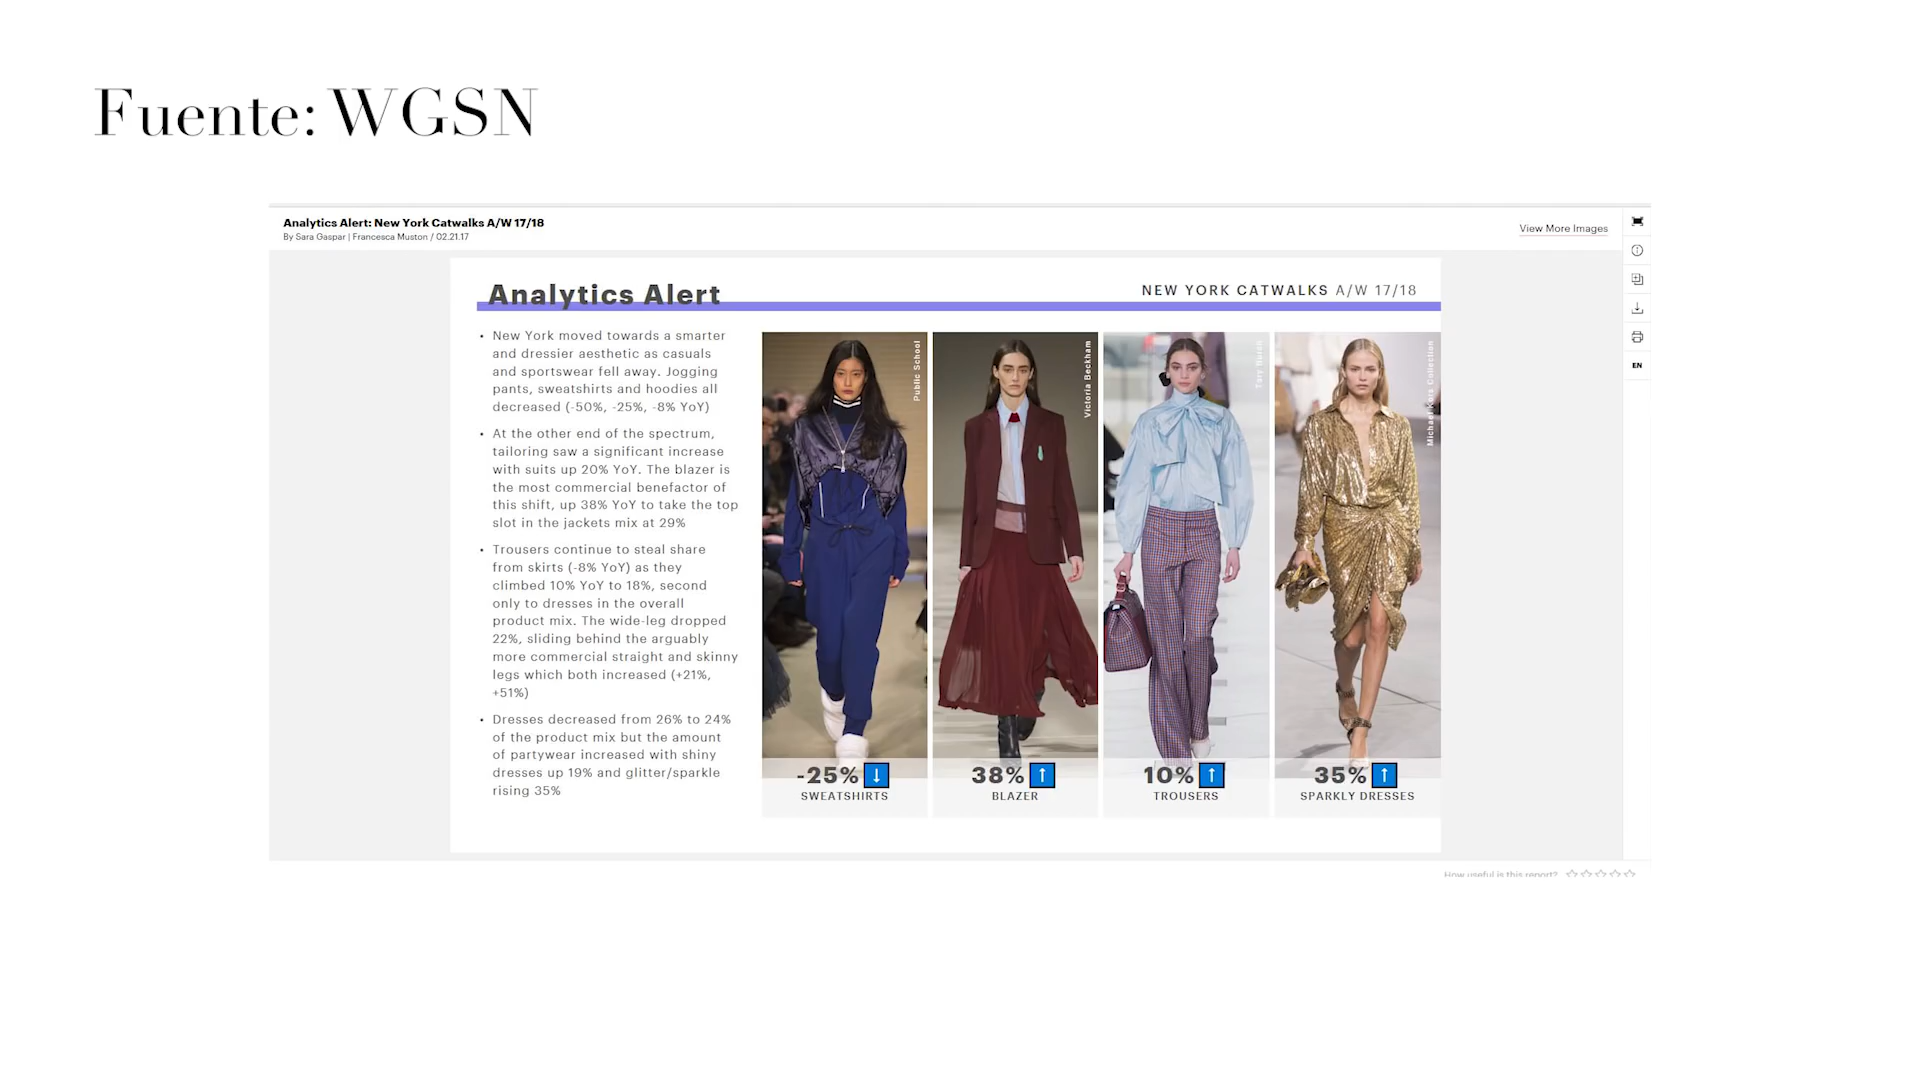 Fuente: WGSN
Analytics Alert: New York Catwalks A/W 17/18
By Sara Gaspar | Francesca Muston / 02.21.17
View More Images
EN
Analytics Alert
NEW YORK CATWALKS A/W 17/18
• New York moved towards a smarter
and dressier aesthetic as casuals
and sportswear fell away. Jogging
pants, sweatshirts and hoodies all
decreased (-50%, -25%, -8% YoY)
• At the other end of the spectrum,
tailoring saw a significant increase
with suits up 20% YoY. The blazer is
the most commercial benefactor of
this shift, up 38% YoY to take the top
slot in the jackets mix at 29%
• Trousers continue to steal share
from skirts (-8% YoY) as they
climbed 10% YoY to 18%, second
only to dresses in the overall
product mix. The wide-leg dropped
22%, sliding behind the arguably
more commercial straight and skinny
legs which both increased (+21%,
+51%)
• Dresses decreased from 26% to 24%
of the product mix but the amount
of partywear increased with shiny
dresses up 19% and glitter/sparkle
rising 35%
Public School
-25% ↓
SWEATSHIRTS
Victoria Beckham
38% ↑
BLAZER
Tory Burch
10% ↑
TROUSERS
Michael Kors Collection
35% ↑
SPARKLY DRESSES
How useful is this report?